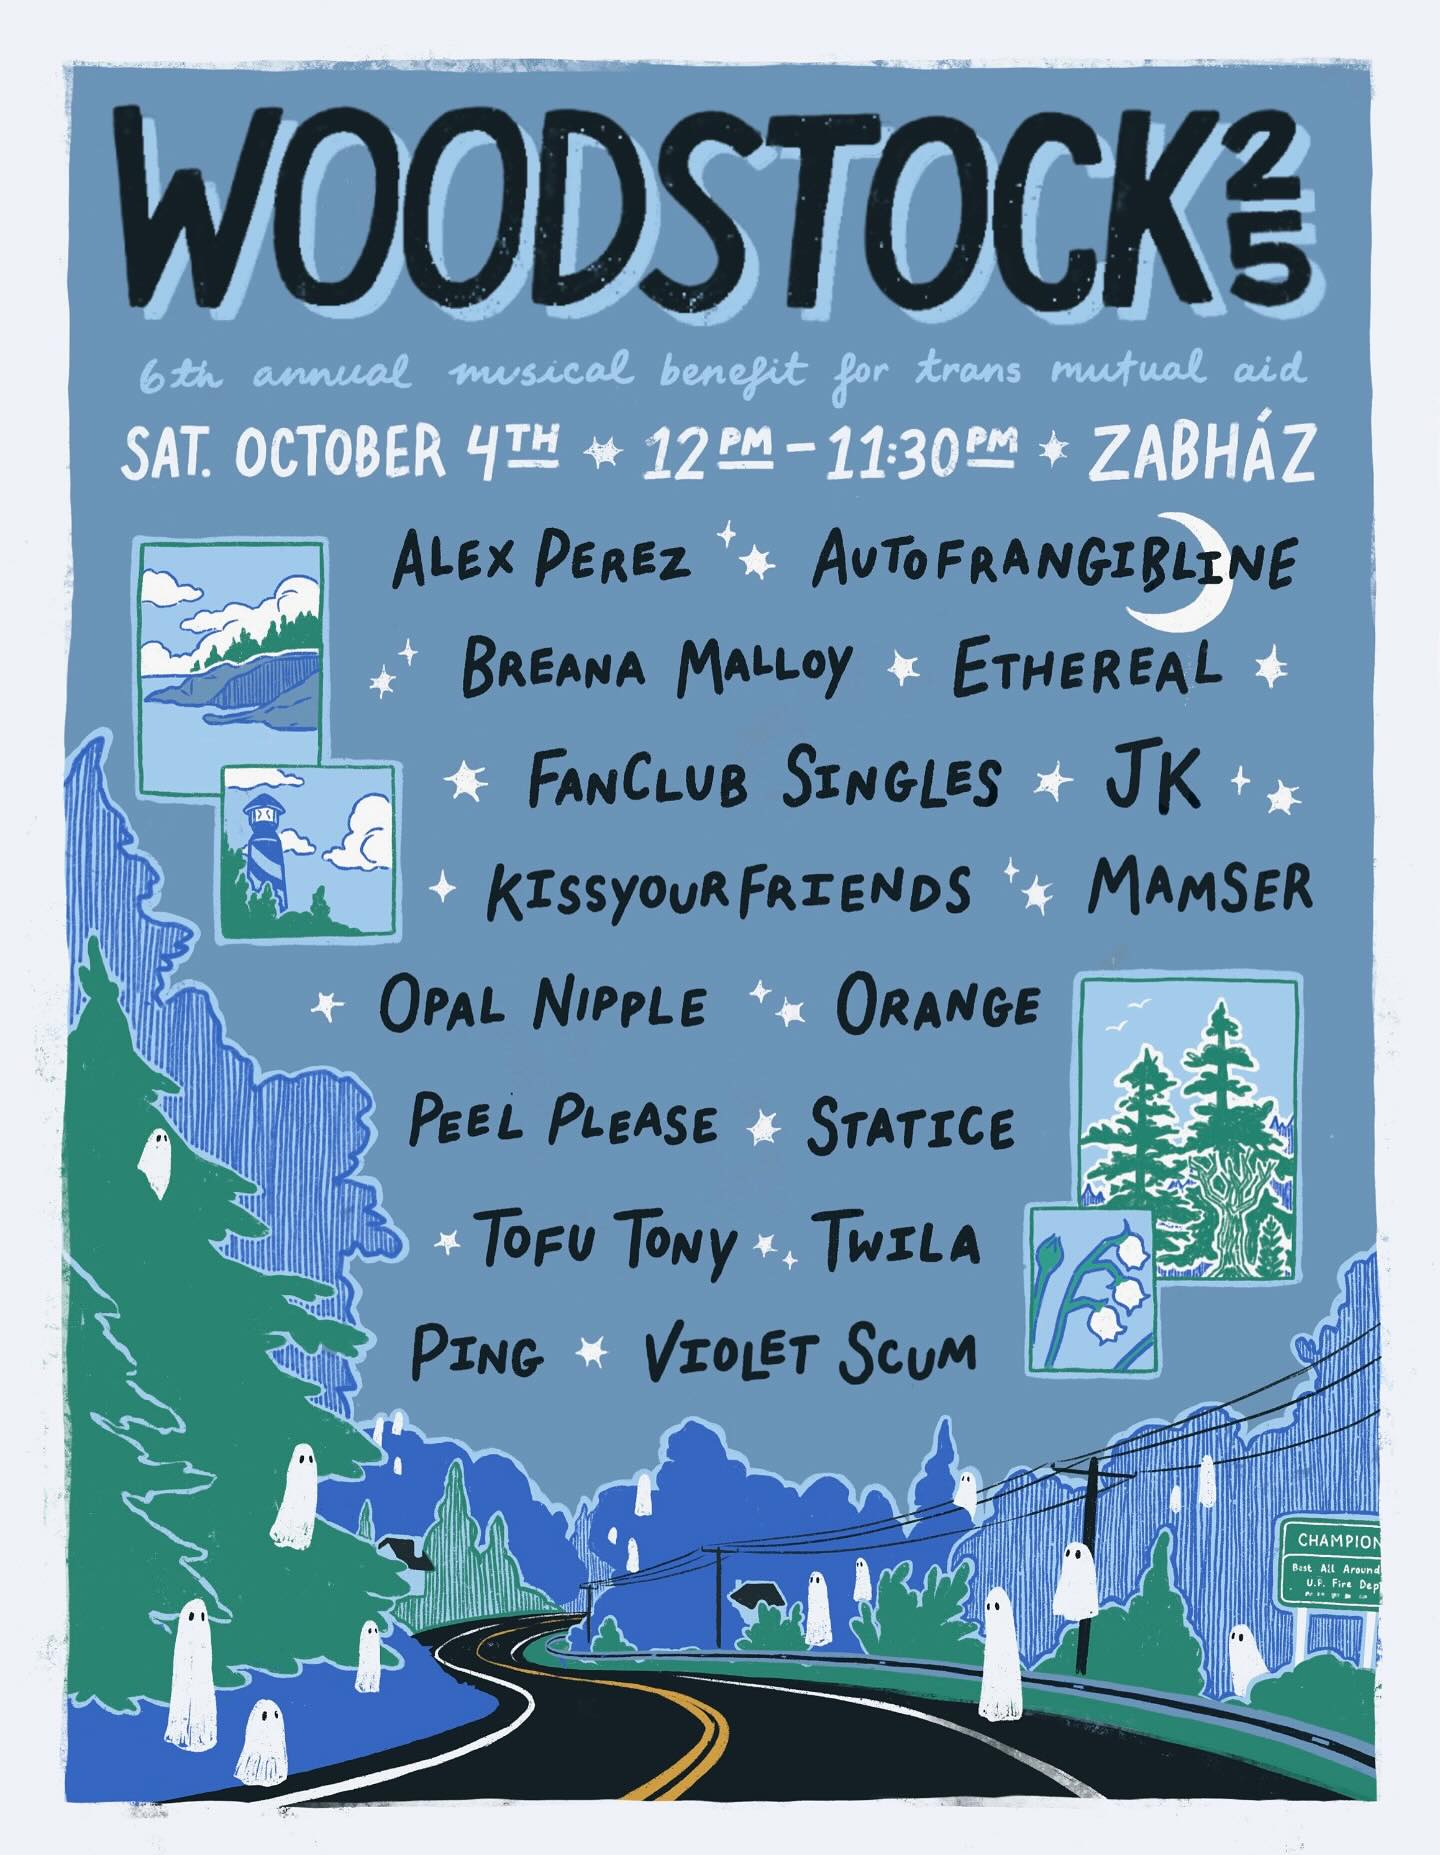 WOODSTOCK 25
6th annual musical benefit for trans mutual aid
SAT. OCTOBER 4TH 12PM - 11:30PM ZABHÁZ
ALEX PEREZ AUTOFRANGIBLINE
BREANA MALLOY ETHEREAL
FANCLUB SINGLES JK
KISSYOURFRIENDS MAMSER
OPAL NIPPLE ORANGE
PEEL PLEASE STATICE
TOFU TONY TWILA
PING VIOLET SCUM
CHAMPION
Best All Around
U.P. Fire Dep